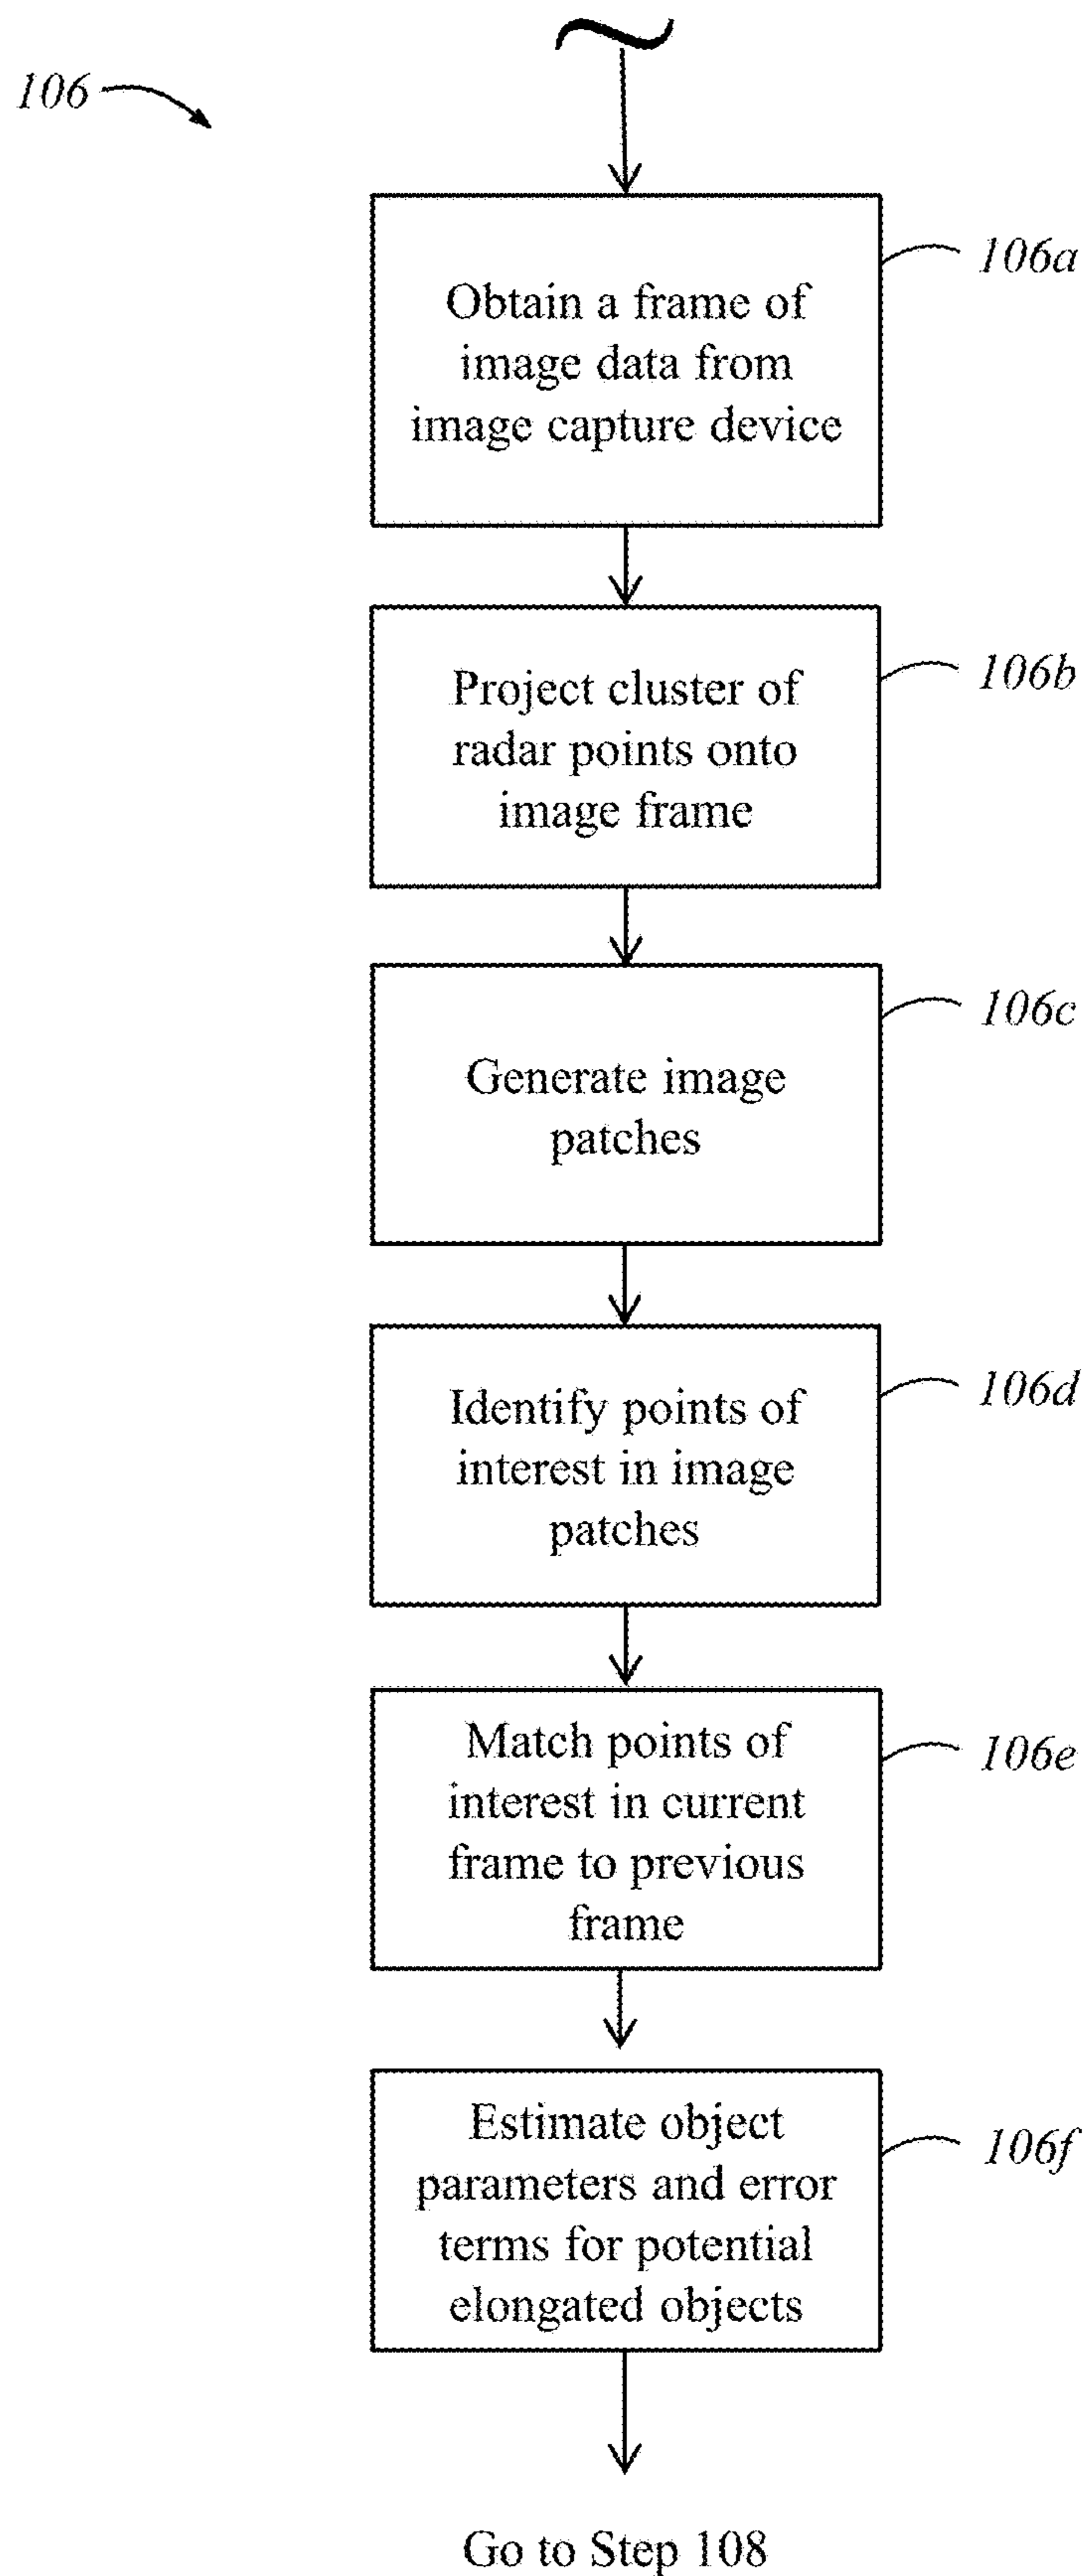 106
106a
Obtain a frame of
image data from
image capture device
106b
Project cluster of
radar points onto
image frame
106c
Generate image
patches
106d
Identify points of
interest in image
patches
106e
Match points of
interest in current
frame to previous
frame
106f
Estimate object
parameters and error
terms for potential
elongated objects
Go to Step 108